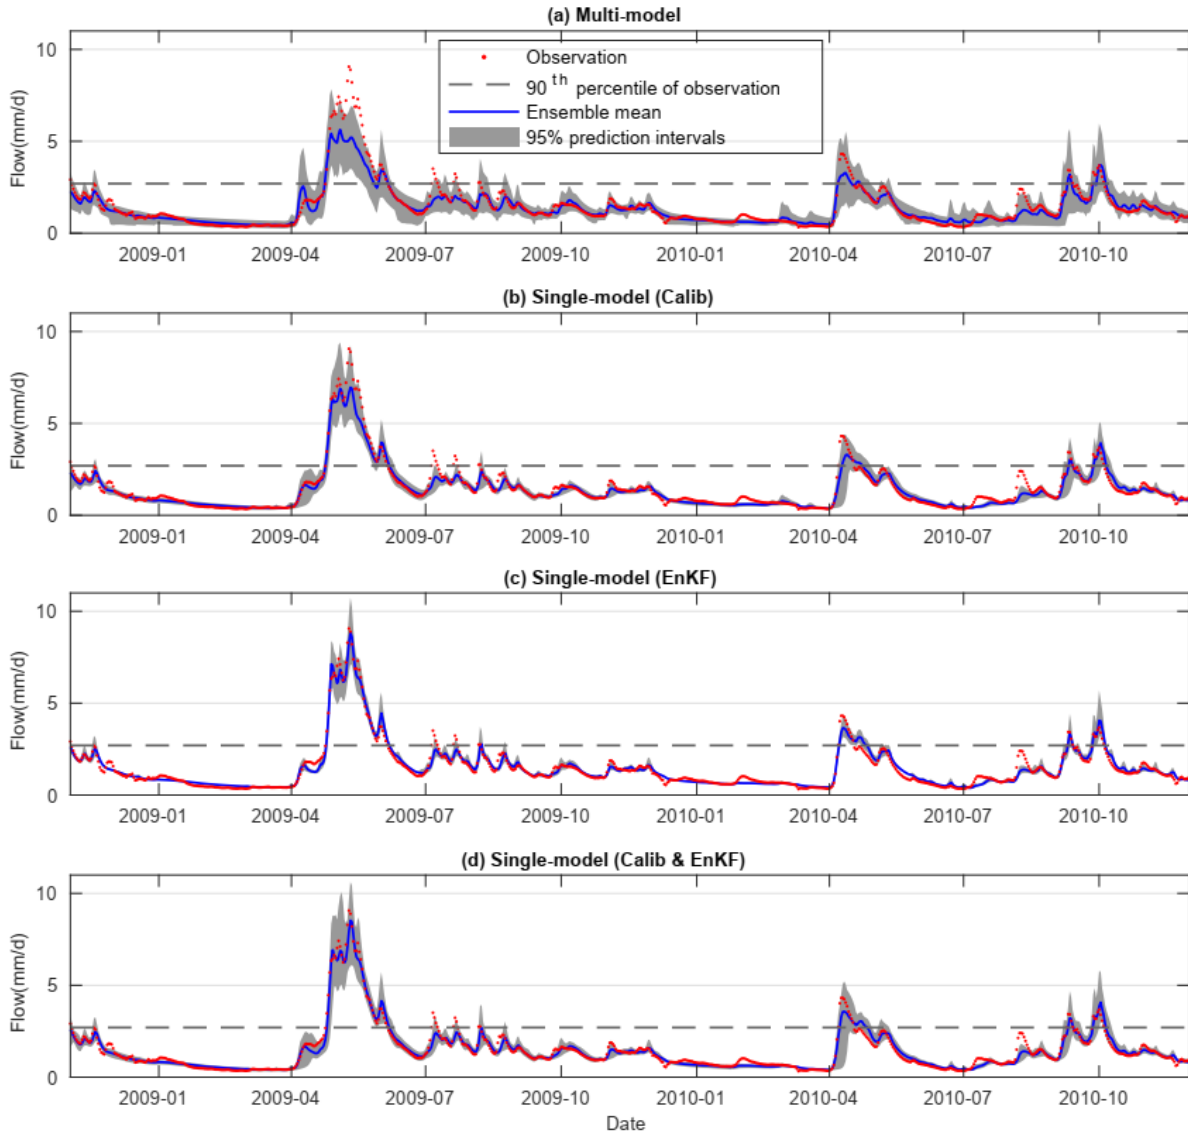 (a) Multi-model
Observation
90th percentile of observation
Ensemble mean
95% prediction intervals
Flow(mm/d)
10
5
0
2009-01 2009-04 2009-07 2009-10 2010-01 2010-04 2010-07 2010-10
(b) Single-model (Calib)
Flow(mm/d)
10
5
0
2009-01 2009-04 2009-07 2009-10 2010-01 2010-04 2010-07 2010-10
(c) Single-model (EnKF)
Flow(mm/d)
10
5
0
2009-01 2009-04 2009-07 2009-10 2010-01 2010-04 2010-07 2010-10
(d) Single-model (Calib & EnKF)
Flow(mm/d)
10
5
0
2009-01 2009-04 2009-07 2009-10 2010-01 2010-04 2010-07 2010-10
Date